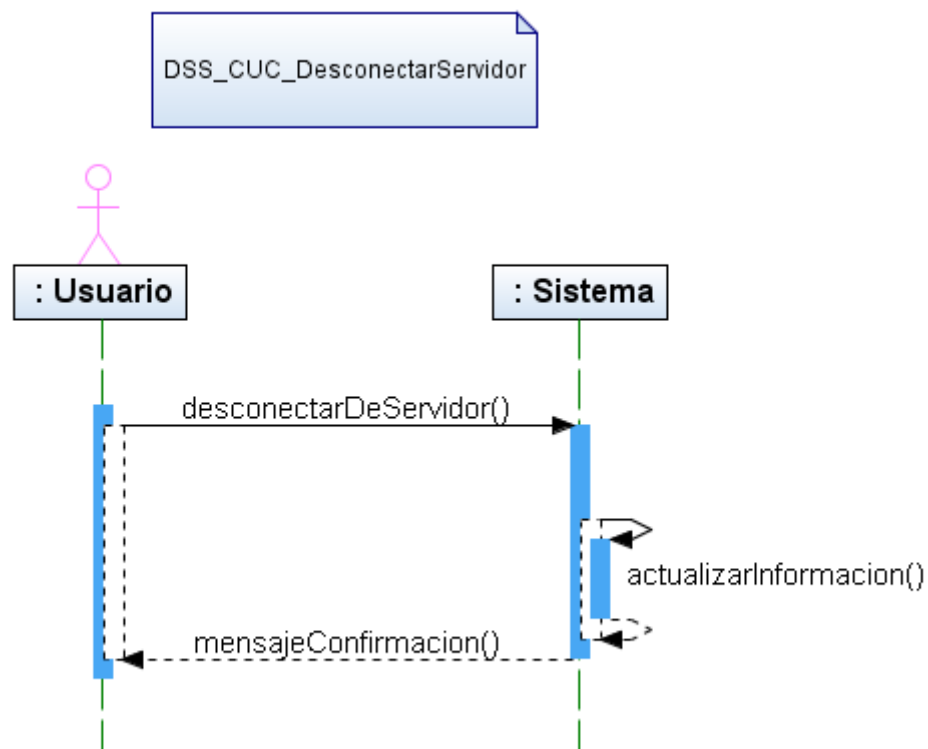 DSS_CUC_DesconectarServidor
: Usuario
: Sistema
desconectarDeServidor()
actualizarInformacion()
mensajeConfirmacion()